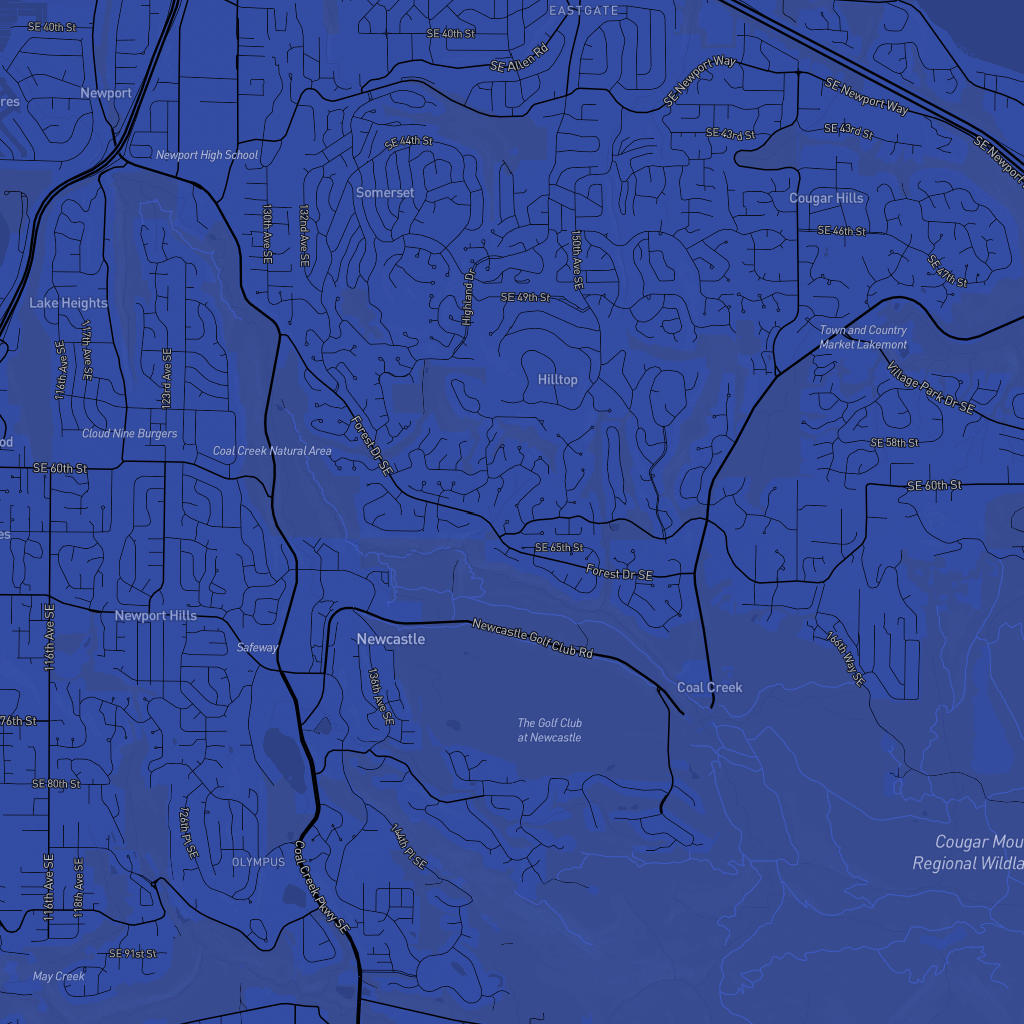 EASTGATE
SE 40th St
SE 40th St
SE Allen Rd
SE Newport Way
SE Newport Way
Newport
SE 43rd St
SE 43rd St
SE 44th St
SE Newport
Newport High School
Somerset
Cougar Hills
130th Ave SE
132nd Ave SE
150th Ave SE
SE 46th St
SE 47th St
Highland Dr
SE 49th St
Lake Heights
Town and Country
Market Lakemont
116th Ave SE
117th Ave SE
123rd Ave SE
Hilltop
Village Park Dr SE
Cloud Nine Burgers
Coal Creek Natural Area
Forest Dr SE
SE 58th St
SE 60th St
SE 60th St
SE 65th St
Forest Dr SE
Newport Hills
116th Ave SE
Safeway
Newcastle
Newcastle Golf Club Rd
166th Way SE
136th Ave SE
Coal Creek
76th St
The Golf Club
at Newcastle
SE 80th St
126th Pl SE
144th Pl SE
Cougar Mou
Regional Wildla
OLYMPUS
116th Ave SE
118th Ave SE
Coal Creek Pkwy SE
SE 91st St
May Creek